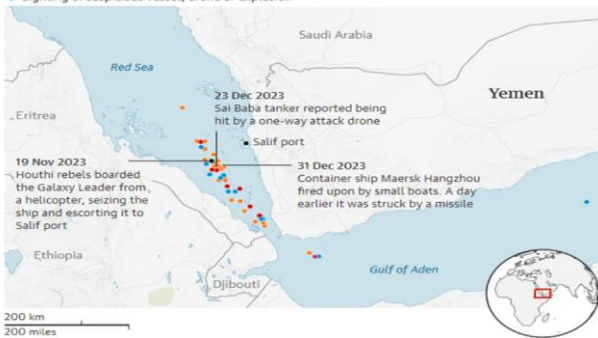 Saudi Arabia
Red Sea
Yemen
23 Dec 2023
Sai Baba tanker reported being
hit by a one-way attack drone
Eritrea
Salif port
19 Nov 2023
Houthi rebels boarded
the Galaxy Leader from
a helicopter, seizing the
ship and escorting it to
Salif port
31 Dec 2023
Container ship Maersk Hangzhou
fired upon by small boats. A day
earlier it was struck by a missile
Ethiopia
Gulf of Aden
Djibouti
200 km
200 miles